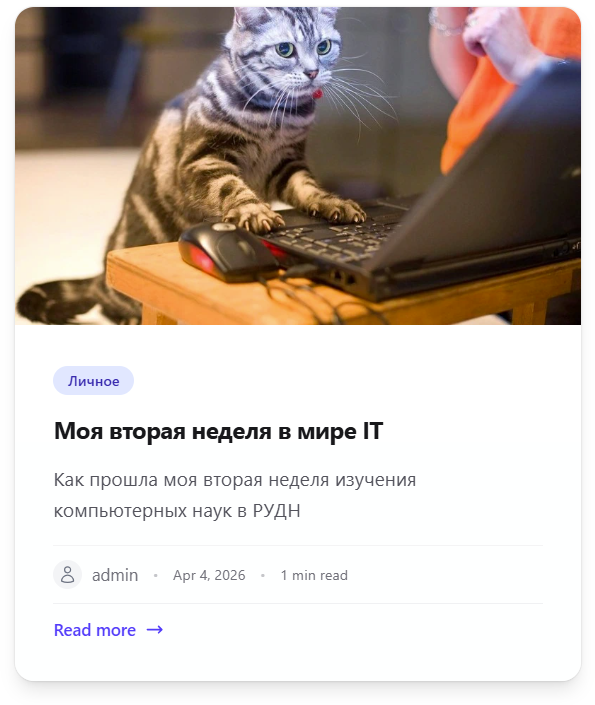 Личное
Моя вторая неделя в мире IT
Как прошла моя вторая неделя изучения
компьютерных наук в РУДН
admin • Apr 4, 2026 • 1 min read
Read more →